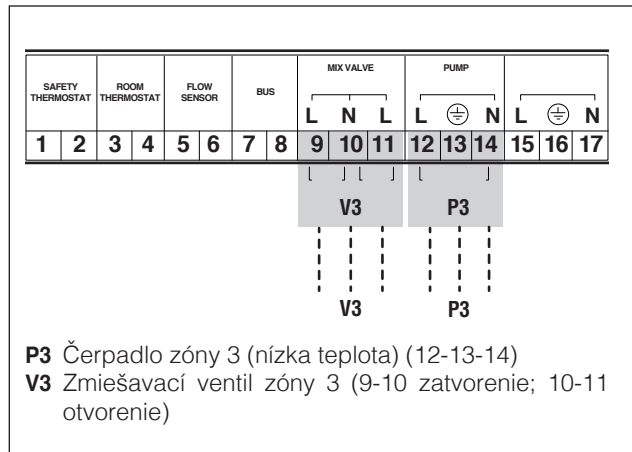 MIX VALVE PUMP
SAFETY THERMOSTAT ROOM THERMOSTAT FLOW SENSOR BUS
L N L L N L N
1 2 3 4 5 6 7 8 9 10 11 12 13 14 15 16 17
V3 P3
V3 P3
P3 Čerpadlo zóny 3 (nízka teplota) (12-13-14)
V3 Zmiešavací ventil zóny 3 (9-10 zatvorenie; 10-11
otvorenie)